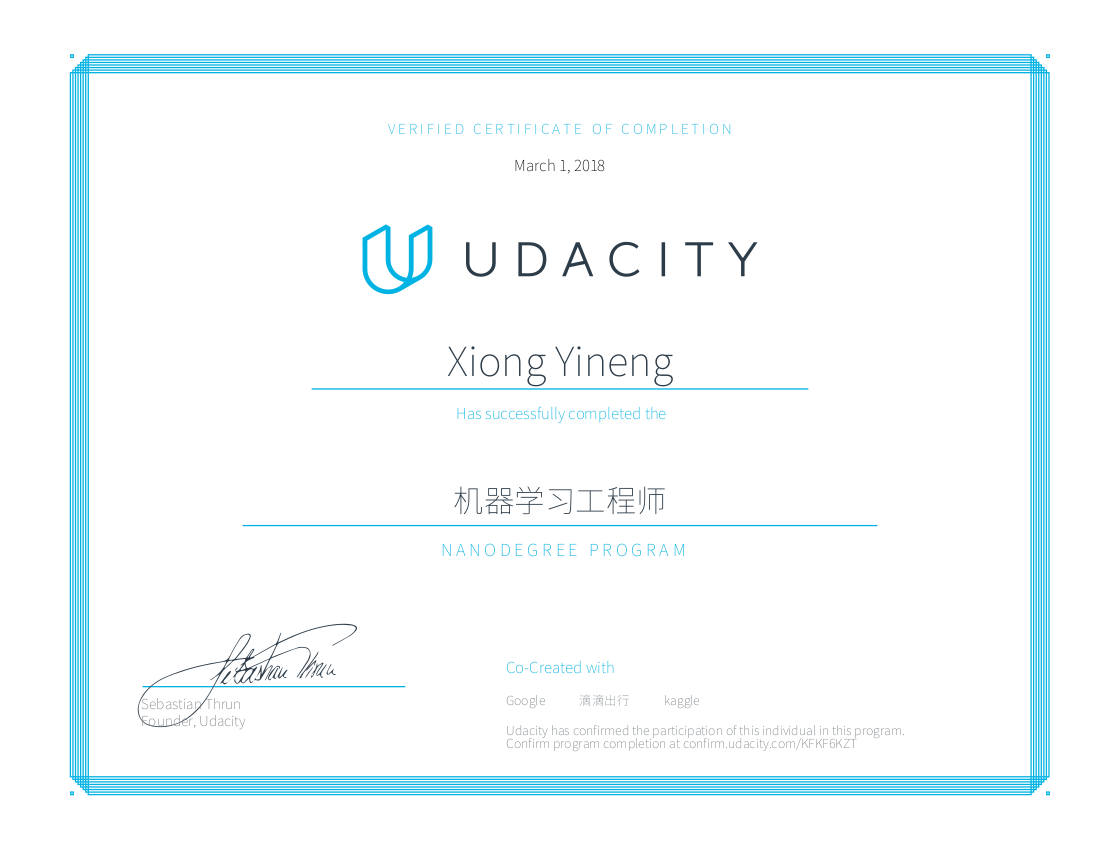 VERIFIED CERTIFICATE OF COMPLETION
March 1, 2018
UDACITY
Xiong Yineng
Has successfully completed the
机器学习工程师
NANODEGREE PROGRAM
Sebastian Thrun
Sebastian Thrun
Founder, Udacity
Co-Created with
Google 滴滴出行 kaggle
Udacity has confirmed the participation of this individual in this program.
Confirm program completion at confirm.udacity.com/KFKF6KZT